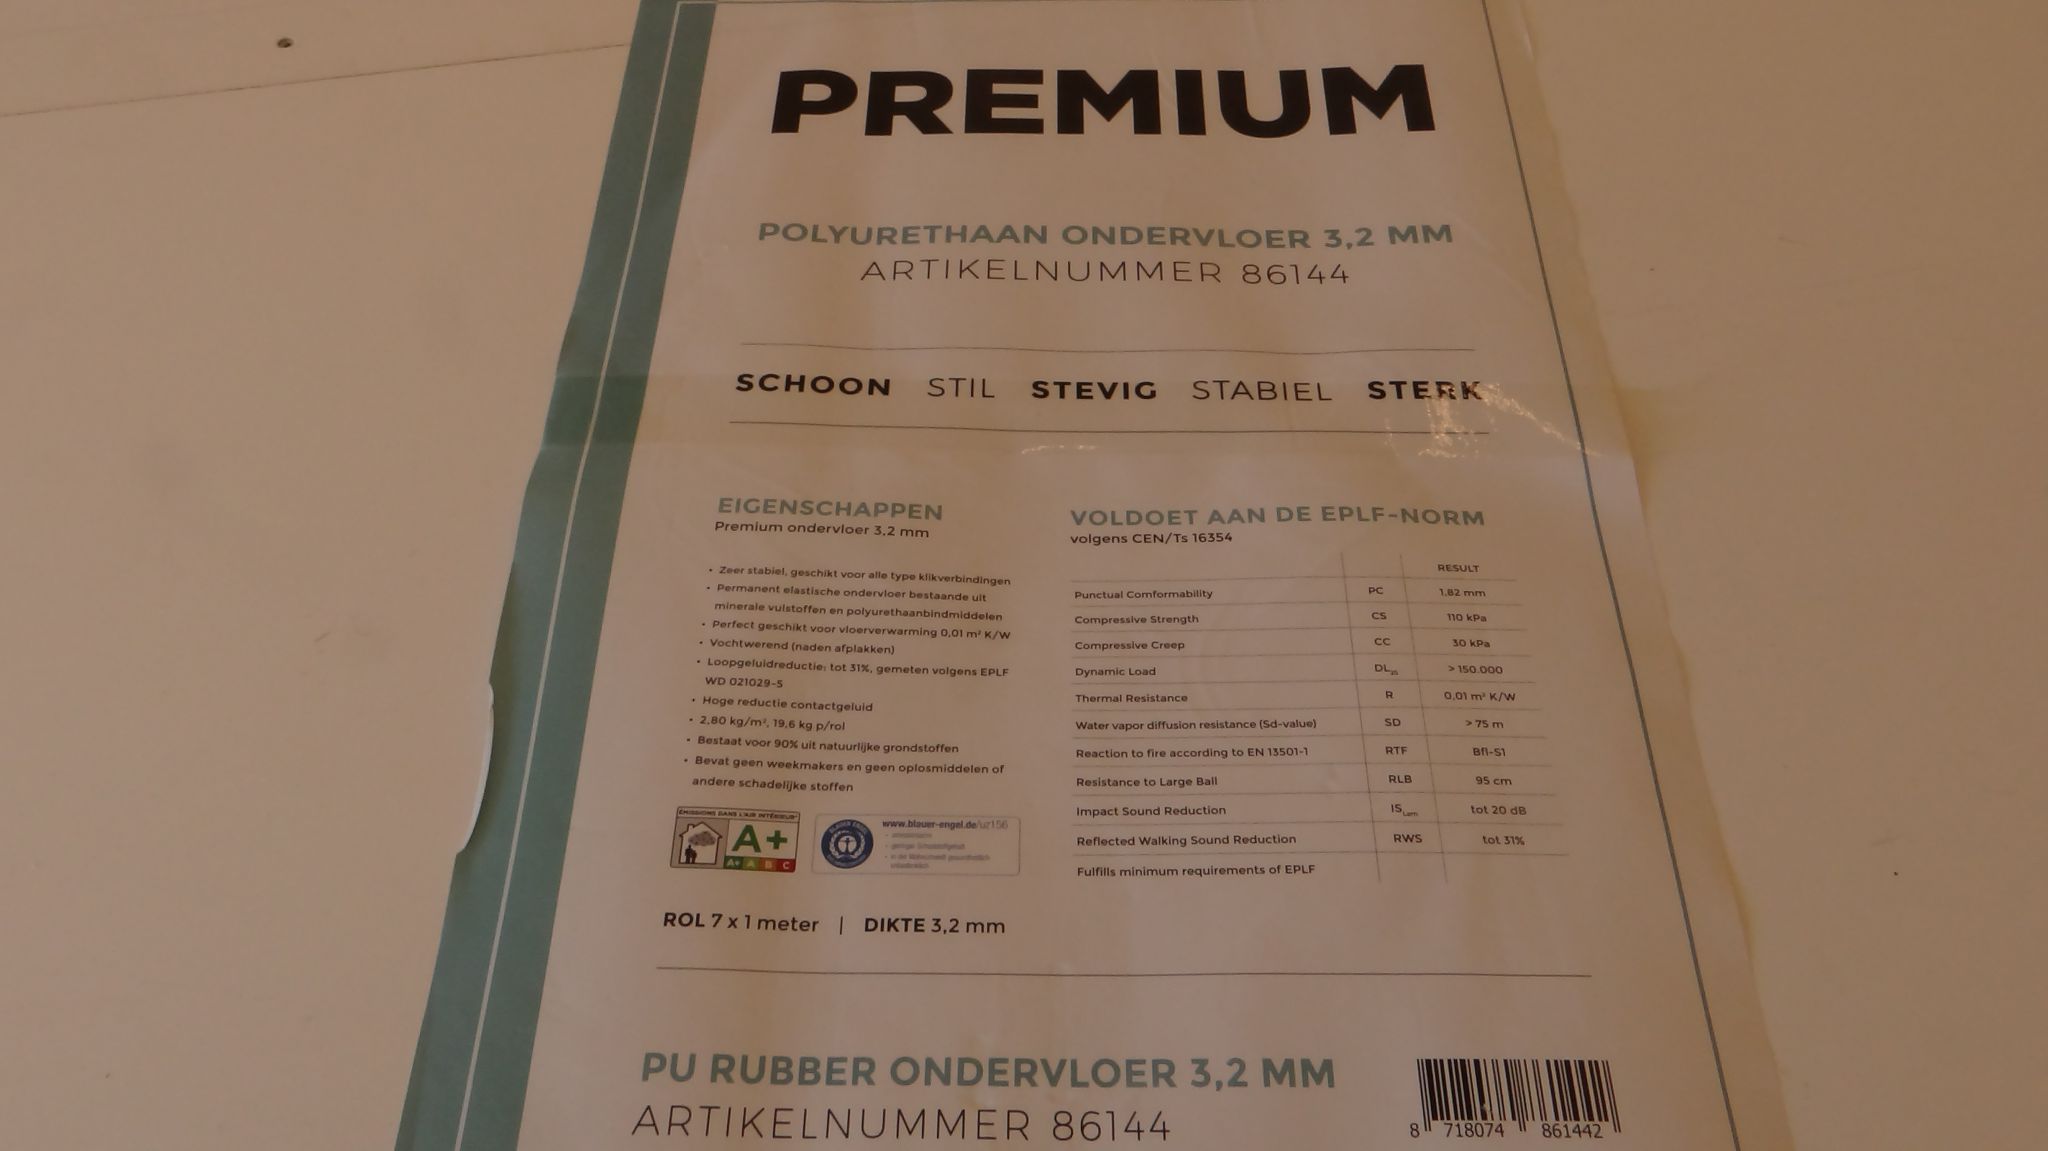 PREMIUM
POLYURETHAAN ONDERVLOER 3,2 MM
ARTIKELNUMMER 86144
SCHOON STIL STEVIG STABIEL STERK
EIGENSCHAPPEN
Premium ondervloer 3,2 mm
• Zeer stabiel, geschikt voor alle type klikverbindingen
• Permanent elastische ondervloer bestaande uit
minerale vulstoffen en polyurethaanbindmiddelen
• Perfect geschikt voor vloerverwarming 0,01 m² K/W
• Vochtwerend (naden afplakken)
• Loopgeluidreductie: tot 31%, gemeten volgens EPLF
WD 021029-5
• Hoge reductie contactgeluid
• 2,80 kg/m², 19,6 kg p/rol
• Bestaat voor 90% uit natuurlijke grondstoffen
• Bevat geen weekmakers en geen oplosmiddelen of
andere schadelijke stoffen
ÉMISSIONS DANS L'AIR INTÉRIEUR*
A+
A+ A B C
BLAUER ENGEL
www.blauer-engel.de/uz156
ROL 7 x 1 meter | DIKTE 3,2 mm
VOLDOET AAN DE EPLF-NORM
volgens CEN/Ts 16354
RESULT
Punctual Comformability PC 1,82 mm
Compressive Strength CS 110 kPa
Compressive Creep CC 30 kPa
Dynamic Load DL25 > 150.000
Thermal Resistance R 0,01 m² K/W
Water vapor diffusion resistance (Sd-value) SD > 75 m
Reaction to fire according to EN 13501-1 RTF Bfl-S1
Resistance to Large Ball RLB 95 cm
Impact Sound Reduction ISLam tot 20 dB
Reflected Walking Sound Reduction RWS tot 31%
Fulfills minimum requirements of EPLF
PU RUBBER ONDERVLOER 3,2 MM
ARTIKELNUMMER 86144
8 718074 861442